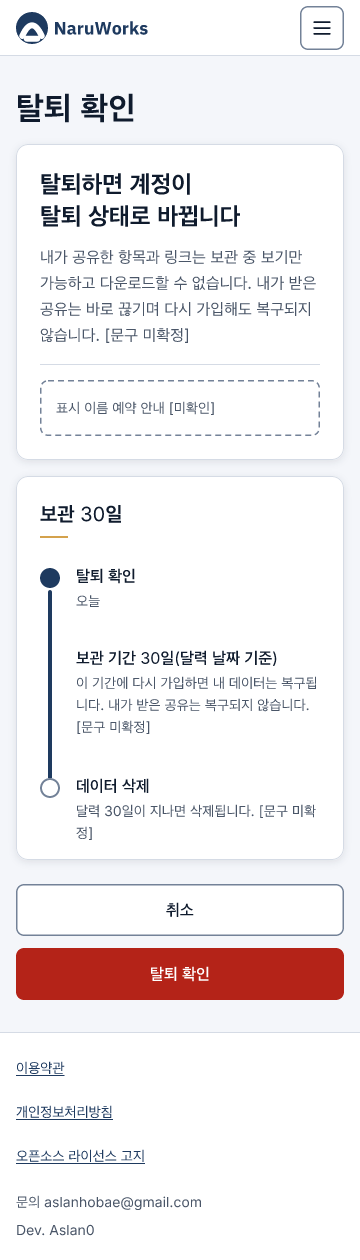 NaruWorks
탈퇴 확인
탈퇴하면 계정이
탈퇴 상태로 바뀝니다
내가 공유한 항목과 링크는 보관 중 보기만
가능하고 다운로드할 수 없습니다. 내가 받은
공유는 바로 끊기며 다시 가입해도 복구되지
않습니다. [문구 미확정]
표시 이름 예약 안내 [미확인]
보관 30일
탈퇴 확인
오늘
보관 기간 30일(달력 날짜 기준)
이 기간에 다시 가입하면 내 데이터는 복구됩
니다. 내가 받은 공유는 복구되지 않습니다.
[문구 미확정]
데이터 삭제
달력 30일이 지나면 삭제됩니다. [문구 미확
정]
취소
탈퇴 확인
이용약관
개인정보처리방침
오픈소스 라이선스 고지
문의 aslanhobae@gmail.com
Dev. Aslan0